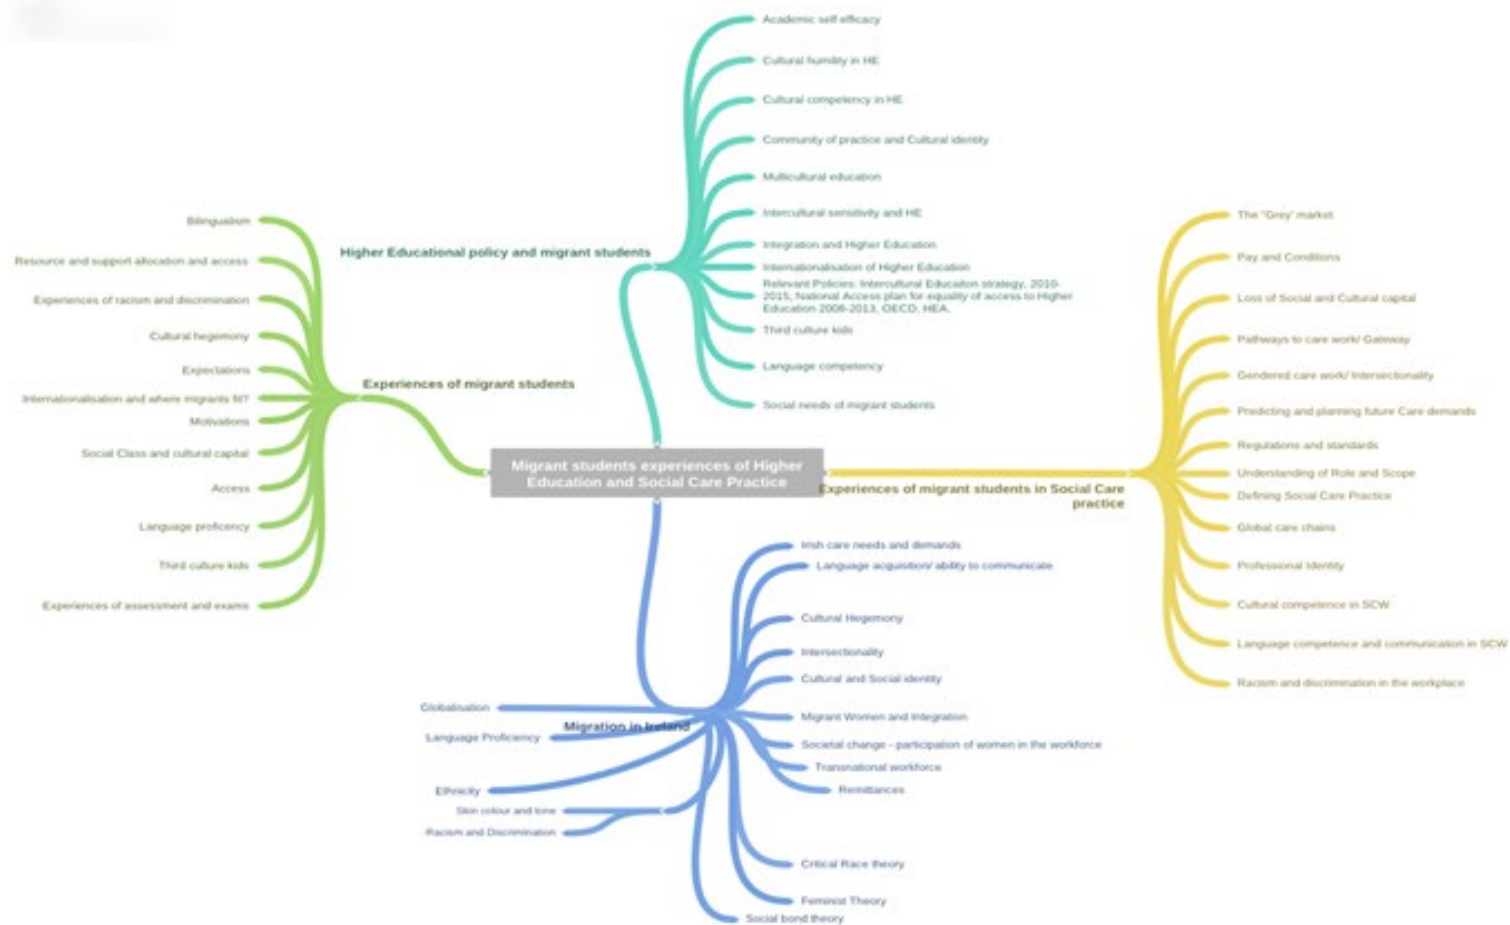 Academic self efficacy
Cultural humility in HE
Cultural competency in HE
Community of practice and Cultural identity
Multicultural education
Intercultural sensitivity and HE
Higher Educational policy and migrant students
Integration and Higher Education
Internationalisation of Higher Education
Relevant Policies: Intercultural Educaiton strategy, 2010-
2015, National Access plan for equality of access to Higher
Education 2008-2013, OECD, HEA.
Third culture kids
Language competency
Social needs of migrant students
Bilingualism
Resource and support allocation and access
Experiences of racism and discrimination
Cultural hegemony
Expectations
Experiences of migrant students
Internationalisation and where migrants fit?
Motivations
Social Class and cultural capital
Access
Language proficency
Third culture kids
Experiences of assessment and exams
Migrant students experiences of Higher
Education and Social Care Practice
Experiences of migrant students in Social Care
practice
The "Grey' market
Pay and Conditions
Loss of Social and Cultural capital
Pathways to care work/ Gateway
Gendered care work/ Intersectionality
Predicting and planning future Care demands
Regulations and standards
Understanding of Role and Scope
Defining Social Care Practice
Global care chains
Professional Identity
Cultural competence in SCW
Language competence and communication in SCW
Racism and discrimination in the workplace
Irish care needs and demands
Language acquisition/ ability to communicate
Cultural Hegemony
Intersectionality
Cultural and Social identity
Migrant Women and Integration
Societal change - participation of women in the workforce
Transnational workforce
Remittances
Globalisation
Migration in Ireland
Language Proficiency
Ethnicity
Skin colour and tone
Racism and Discrimination
Critical Race theory
Feminist Theory
Social bond theory